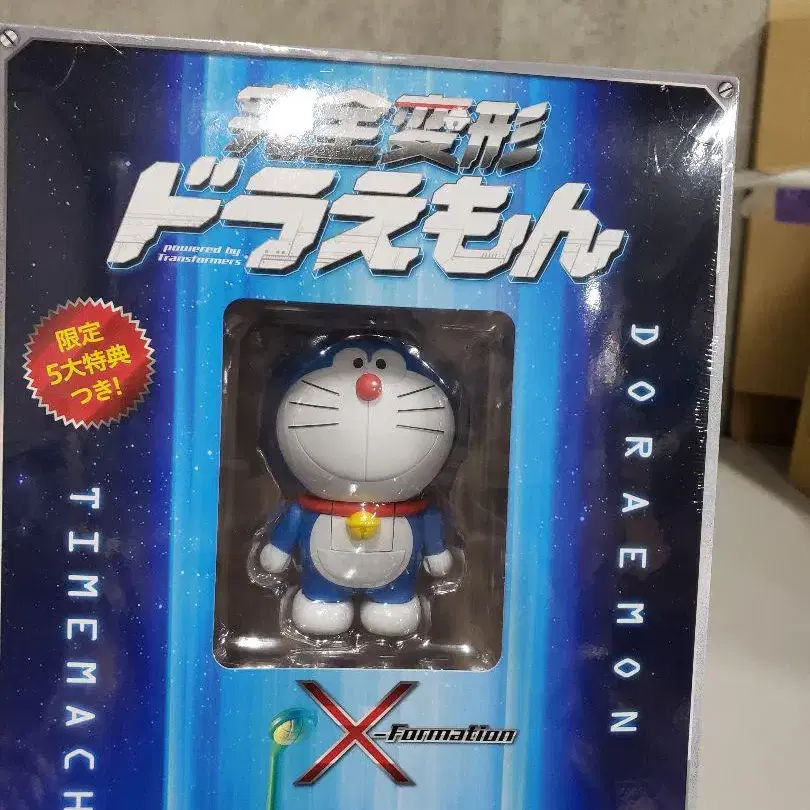 完全変形
ドラえもん
powered by
Transformers
限定
5大特典
つき!
DORAEMON
TIMEMACH
X-Formation